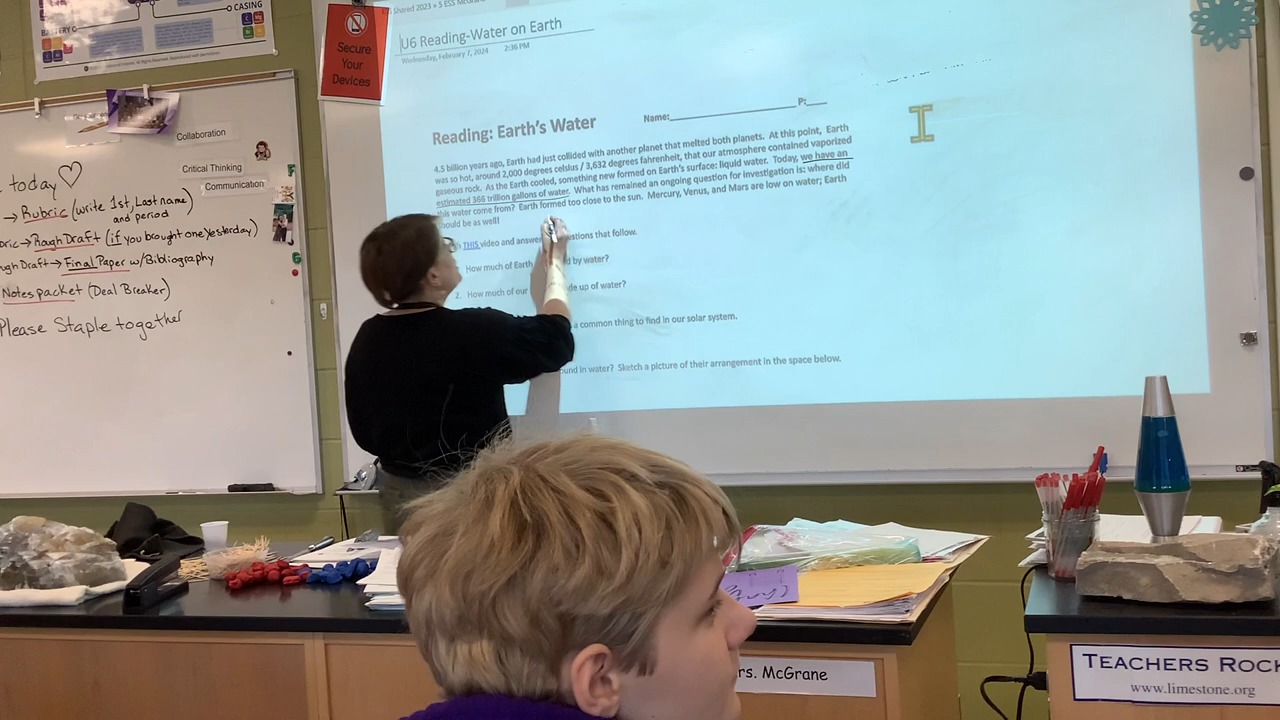 Shared 2023 » 5 ESS McGrane
U6 Reading-Water on Earth
Wednesday, February 7, 2024 2:36 PM
Reading: Earth's Water
Name: P:
4.5 billion years ago, Earth had just collided with another planet that melted both planets. At this point, Earth
was so hot, around 2,000 degrees celsius / 3,632 degrees fahrenheit, that our atmosphere contained vaporized
gaseous rock. As the Earth cooled, something new formed on Earth's surface: liquid water. Today, we have an
estimated 366 trillion gallons of water. What has remained an ongoing question for investigation is: where did
this water come from? Earth formed too close to the sun. Mercury, Venus, and Mars are low on water; Earth
should be as well!
THIS video and answer stions that follow.
How much of Earth d by water?
2. How much of our de up of water?
a common thing to find in our solar system.
und in water? Sketch a picture of their arrangement in the space below.
Secure
Your
Devices
CASING
BATTERY
Collaboration
Critical Thinking
Communication
today♡
→ Rubric (write 1st, Last name)
and period
bric → Rough Draft (if you brought one yesterday)
ugh Draft → Final Paper w/Bibliography
Notes packet (Deal Breaker)
Please Staple together
rs. McGrane
TEACHERS ROCK
www.limestone.org